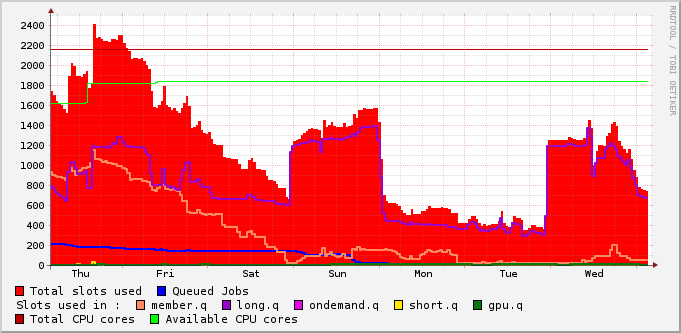 2400
2200
2000
1800
1600
1400
1200
1000
800
600
400
200
0
Thu Fri Sat Sun Mon Tue Wed
RRDTOOL / TOBI OETIKER
Total slots used Queued Jobs
Slots used in : member.q long.q ondemand.q short.q gpu.q
Total CPU cores Available CPU cores